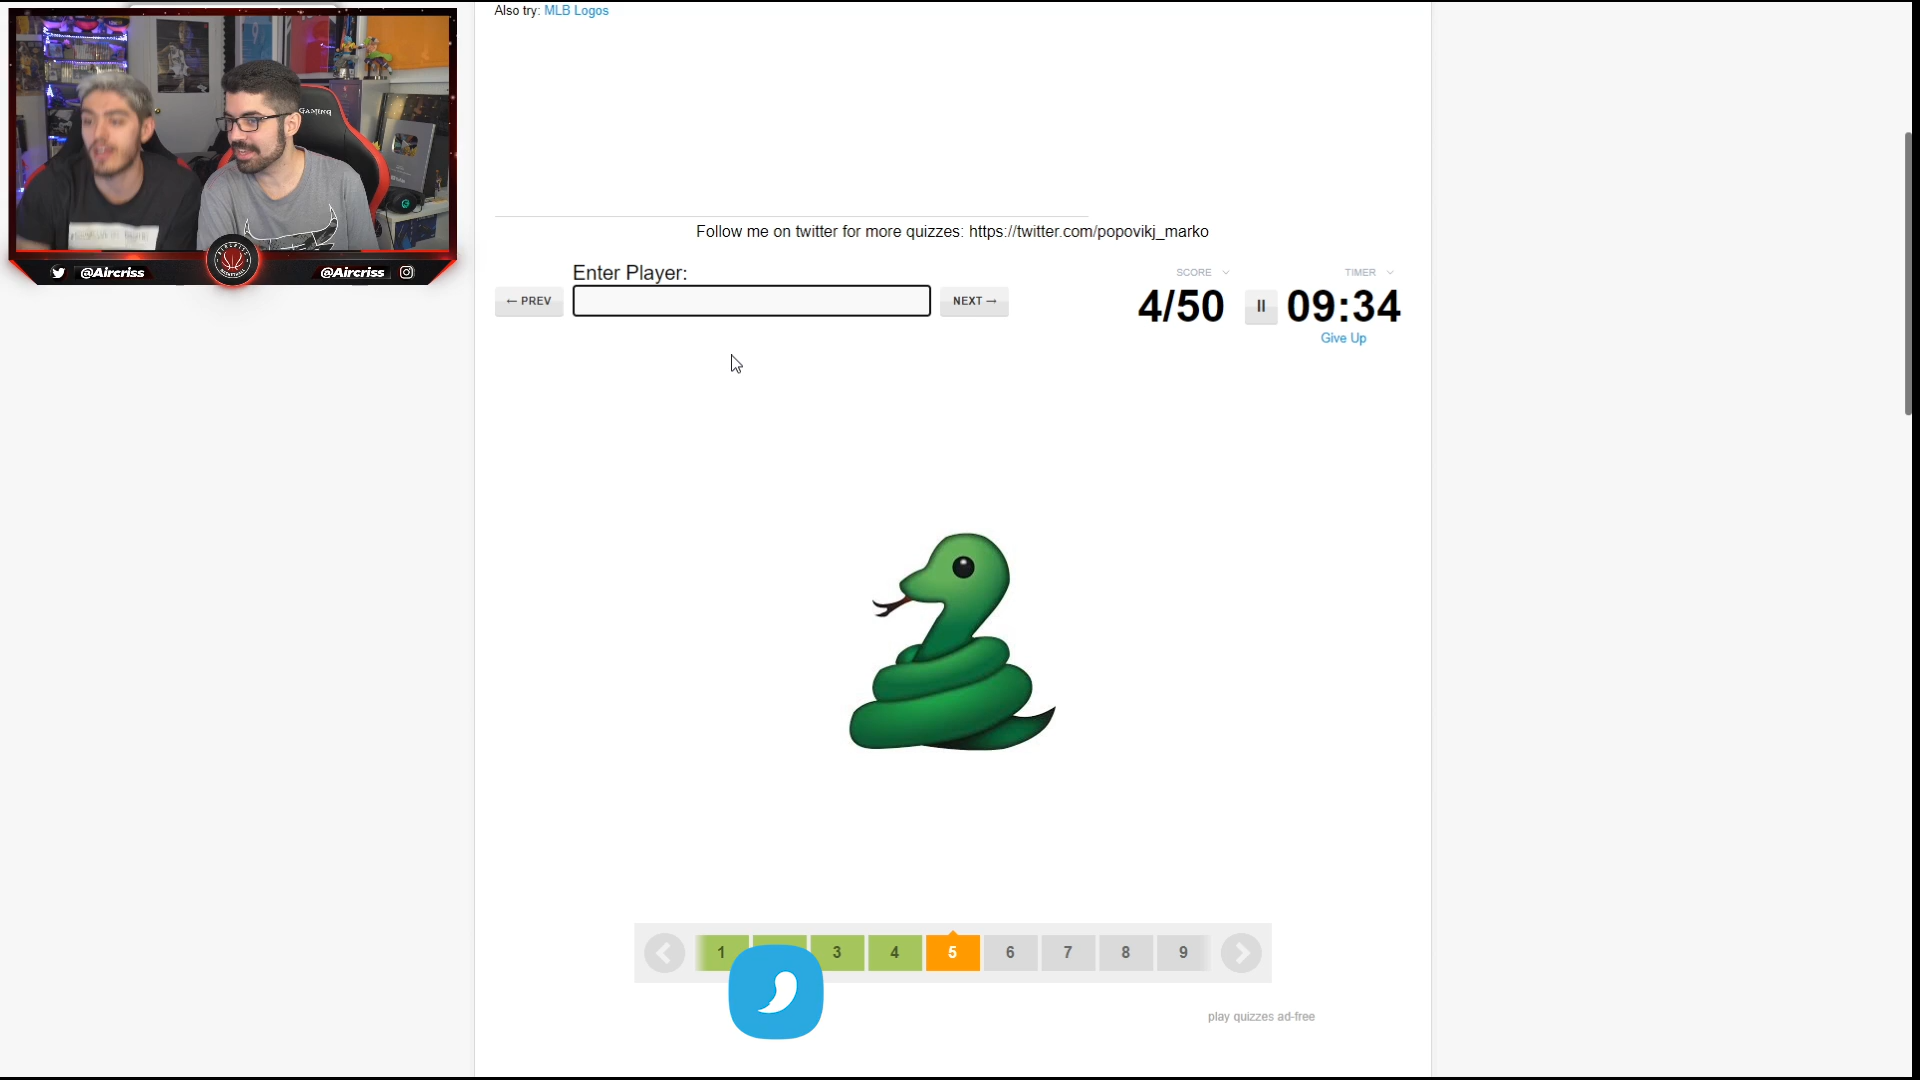 Also try: MLB Logos
GAMING
@Aircriss
@Aircriss
Follow me on twitter for more quizzes: https://twitter.com/popovikj_marko
Enter Player:
← PREV
NEXT →
SCORE
4/50
TIMER
09:34
Give Up
1
3
4
5
6
7
8
9
play quizzes ad-free